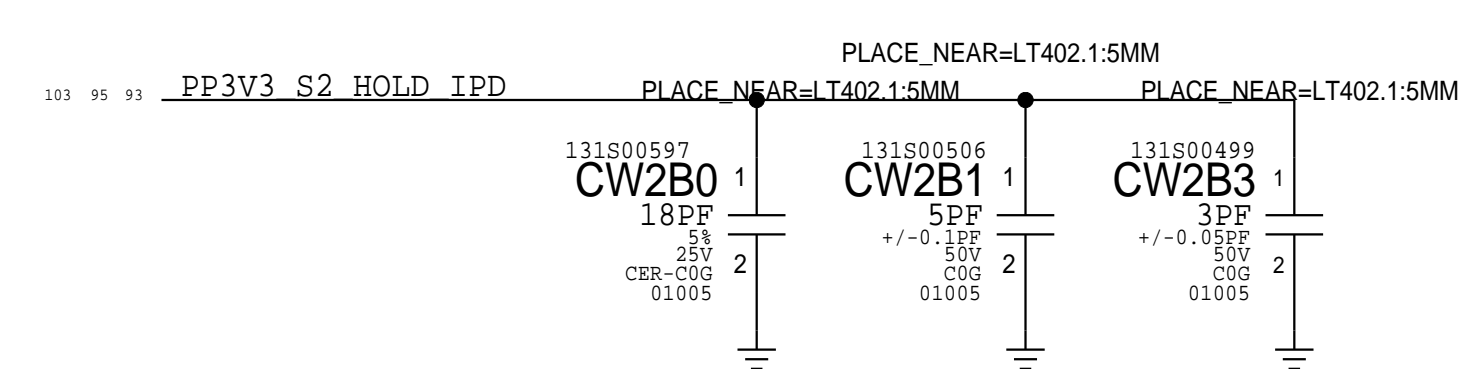 PLACE_NEAR=LT402.1:5MM
103 95 93 PP3V3_S2_HOLD_IPD PLACE_NEAR=LT402.1:5MM PLACE_NEAR=LT402.1:5MM
131S00597
CW2B0 1
18PF
5%
25V
CER-C0G
01005
2
131S00506
CW2B1 1
5PF
+/-0.1PF
50V
C0G
01005
2
131S00499
CW2B3 1
3PF
+/-0.05PF
50V
C0G
01005
2